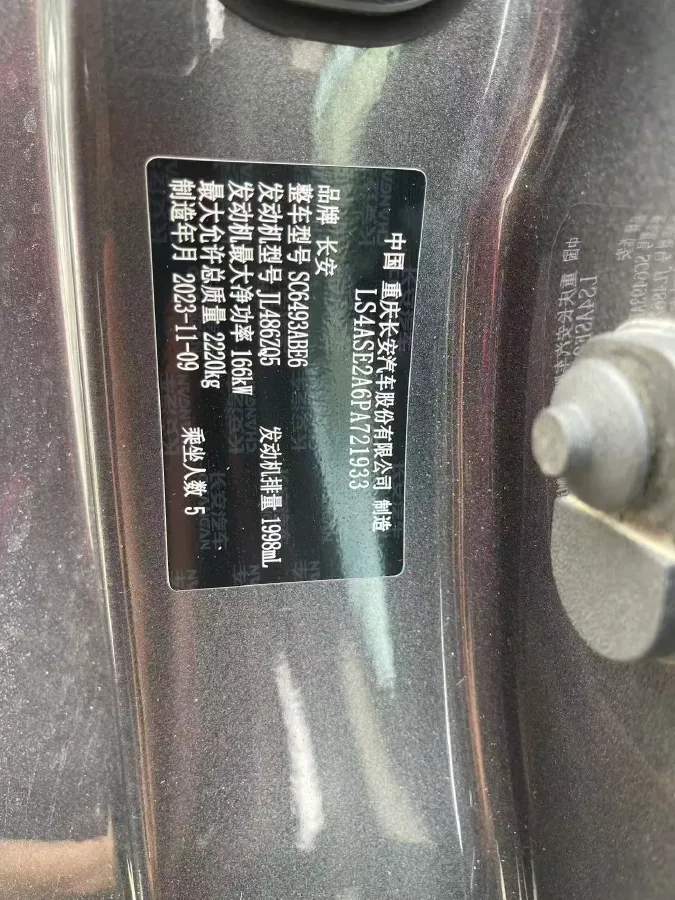 中国 重庆长安汽车股份有限公司 制造
LS4ASE2A6PA721933
品牌 长安
整车型号 SC6493ABE6
发动机型号 JL486ZQ5 发动机排量 1998mL
发动机最大净功率 166kW
最大允许总质量 2220kg
制造年月 2023-11-09 乘坐人数 5